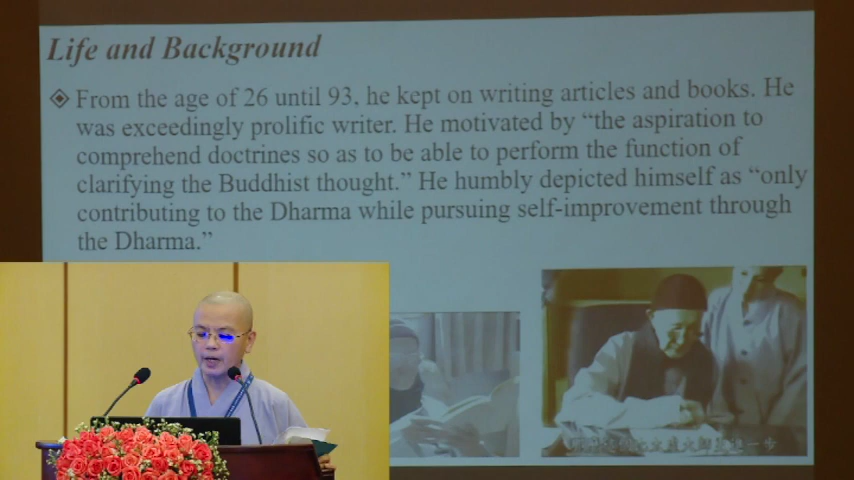 Life and Background
From the age of 26 until 93, he kept on writing articles and books. He
was exceedingly prolific writer. He motivated by “the aspiration to
comprehend doctrines so as to be able to perform the function of
clarifying the Buddhist thought.” He humbly depicted himself as “only
contributing to the Dharma while pursuing self-improvement through
the Dharma.”